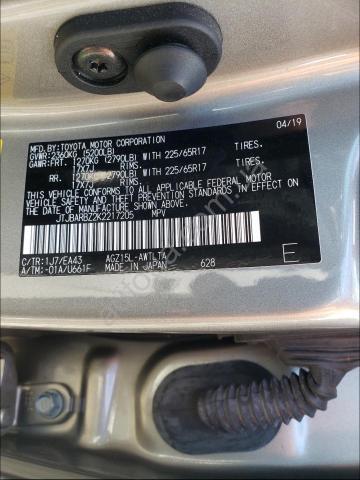 MFD.BY:TOYOTA MOTOR CORPORATION 04/19
GVWR:2360KG (5200LB)
GAWR:FRT. 1270KG (2790LB) WITH 225/65R17 TIRES.
17X7J RIMS.
RR. 1270KG (2790LB) WITH 225/65R17 TIRES.
17X7J RIMS.
THIS VEHICLE CONFORMS TO ALL APPLICABLE FEDERAL
MOTOR VEHICLE SAFETY, BUMPER, AND THEFT
PREVENTION STANDARDS IN EFFECT ON THE DATE OF
MANUFACTURE SHOWN ABOVE.
JTJBARBZK2217205 MPV
C/TR:1J7/EA43 AGZ15L-AWTLTA
A/TM:-01A/U661F MADE IN JAPAN 628
E